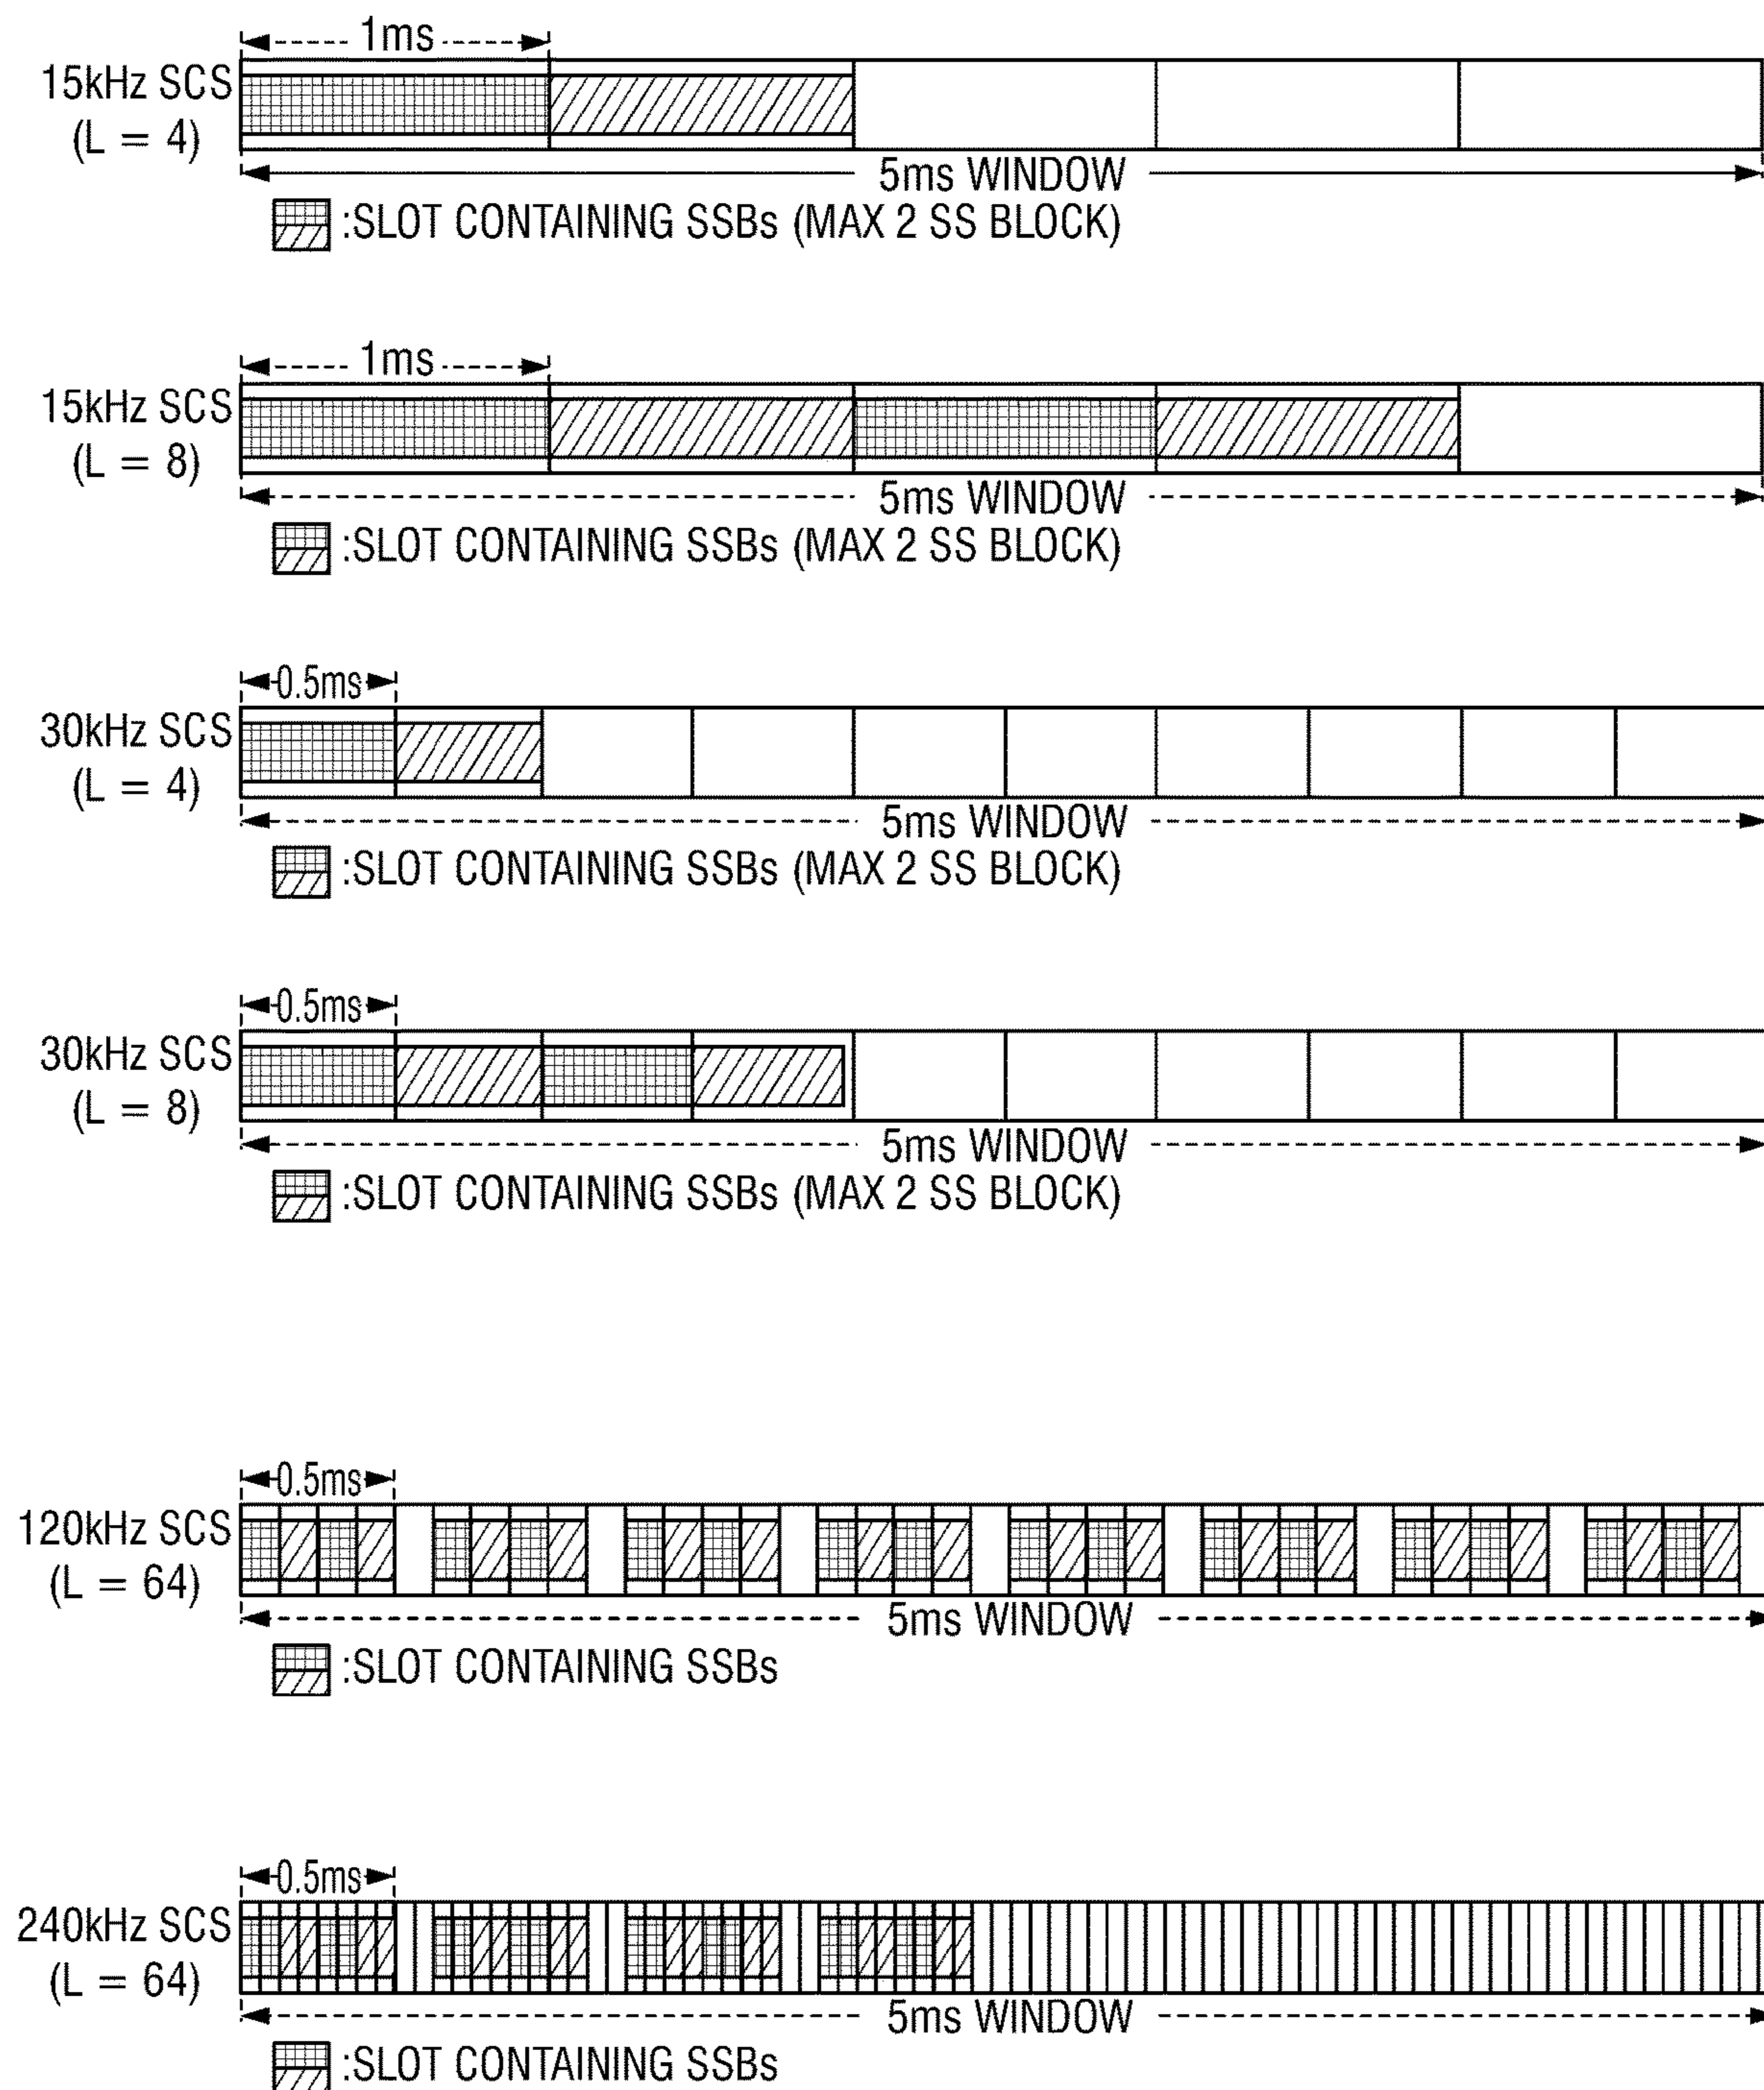 1ms
15kHz SCS
(L = 4)
5ms WINDOW
:SLOT CONTAINING SSBs (MAX 2 SS BLOCK)
1ms
15kHz SCS
(L = 8)
5ms WINDOW
:SLOT CONTAINING SSBs (MAX 2 SS BLOCK)
0.5ms
30kHz SCS
(L = 4)
5ms WINDOW
:SLOT CONTAINING SSBs (MAX 2 SS BLOCK)
0.5ms
30kHz SCS
(L = 8)
5ms WINDOW
:SLOT CONTAINING SSBs (MAX 2 SS BLOCK)
0.5ms
120kHz SCS
(L = 64)
5ms WINDOW
:SLOT CONTAINING SSBs
0.5ms
240kHz SCS
(L = 64)
5ms WINDOW
:SLOT CONTAINING SSBs